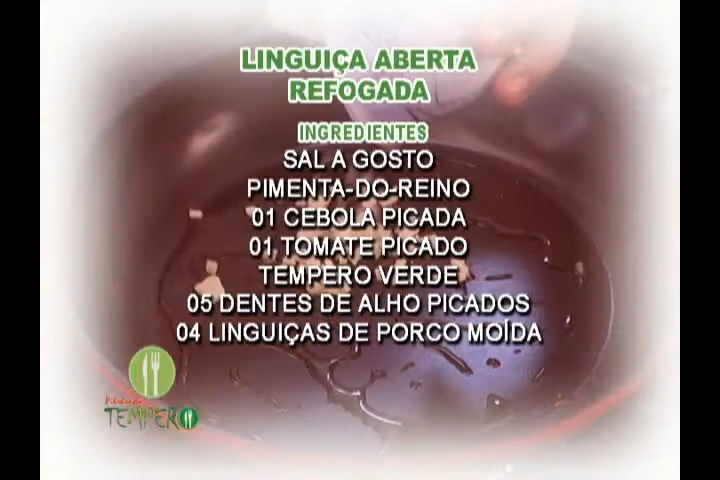 LINGUIÇA ABERTA
REFOGADA
INGREDIENTES
SAL A GOSTO
PIMENTA-DO-REINO
01 CEBOLA PICADA
01 TOMATE PICADO
TEMPERO VERDE
05 DENTES DE ALHO PICADOS
04 LINGUIÇAS DE PORCO MOÍDA
TEMPERO